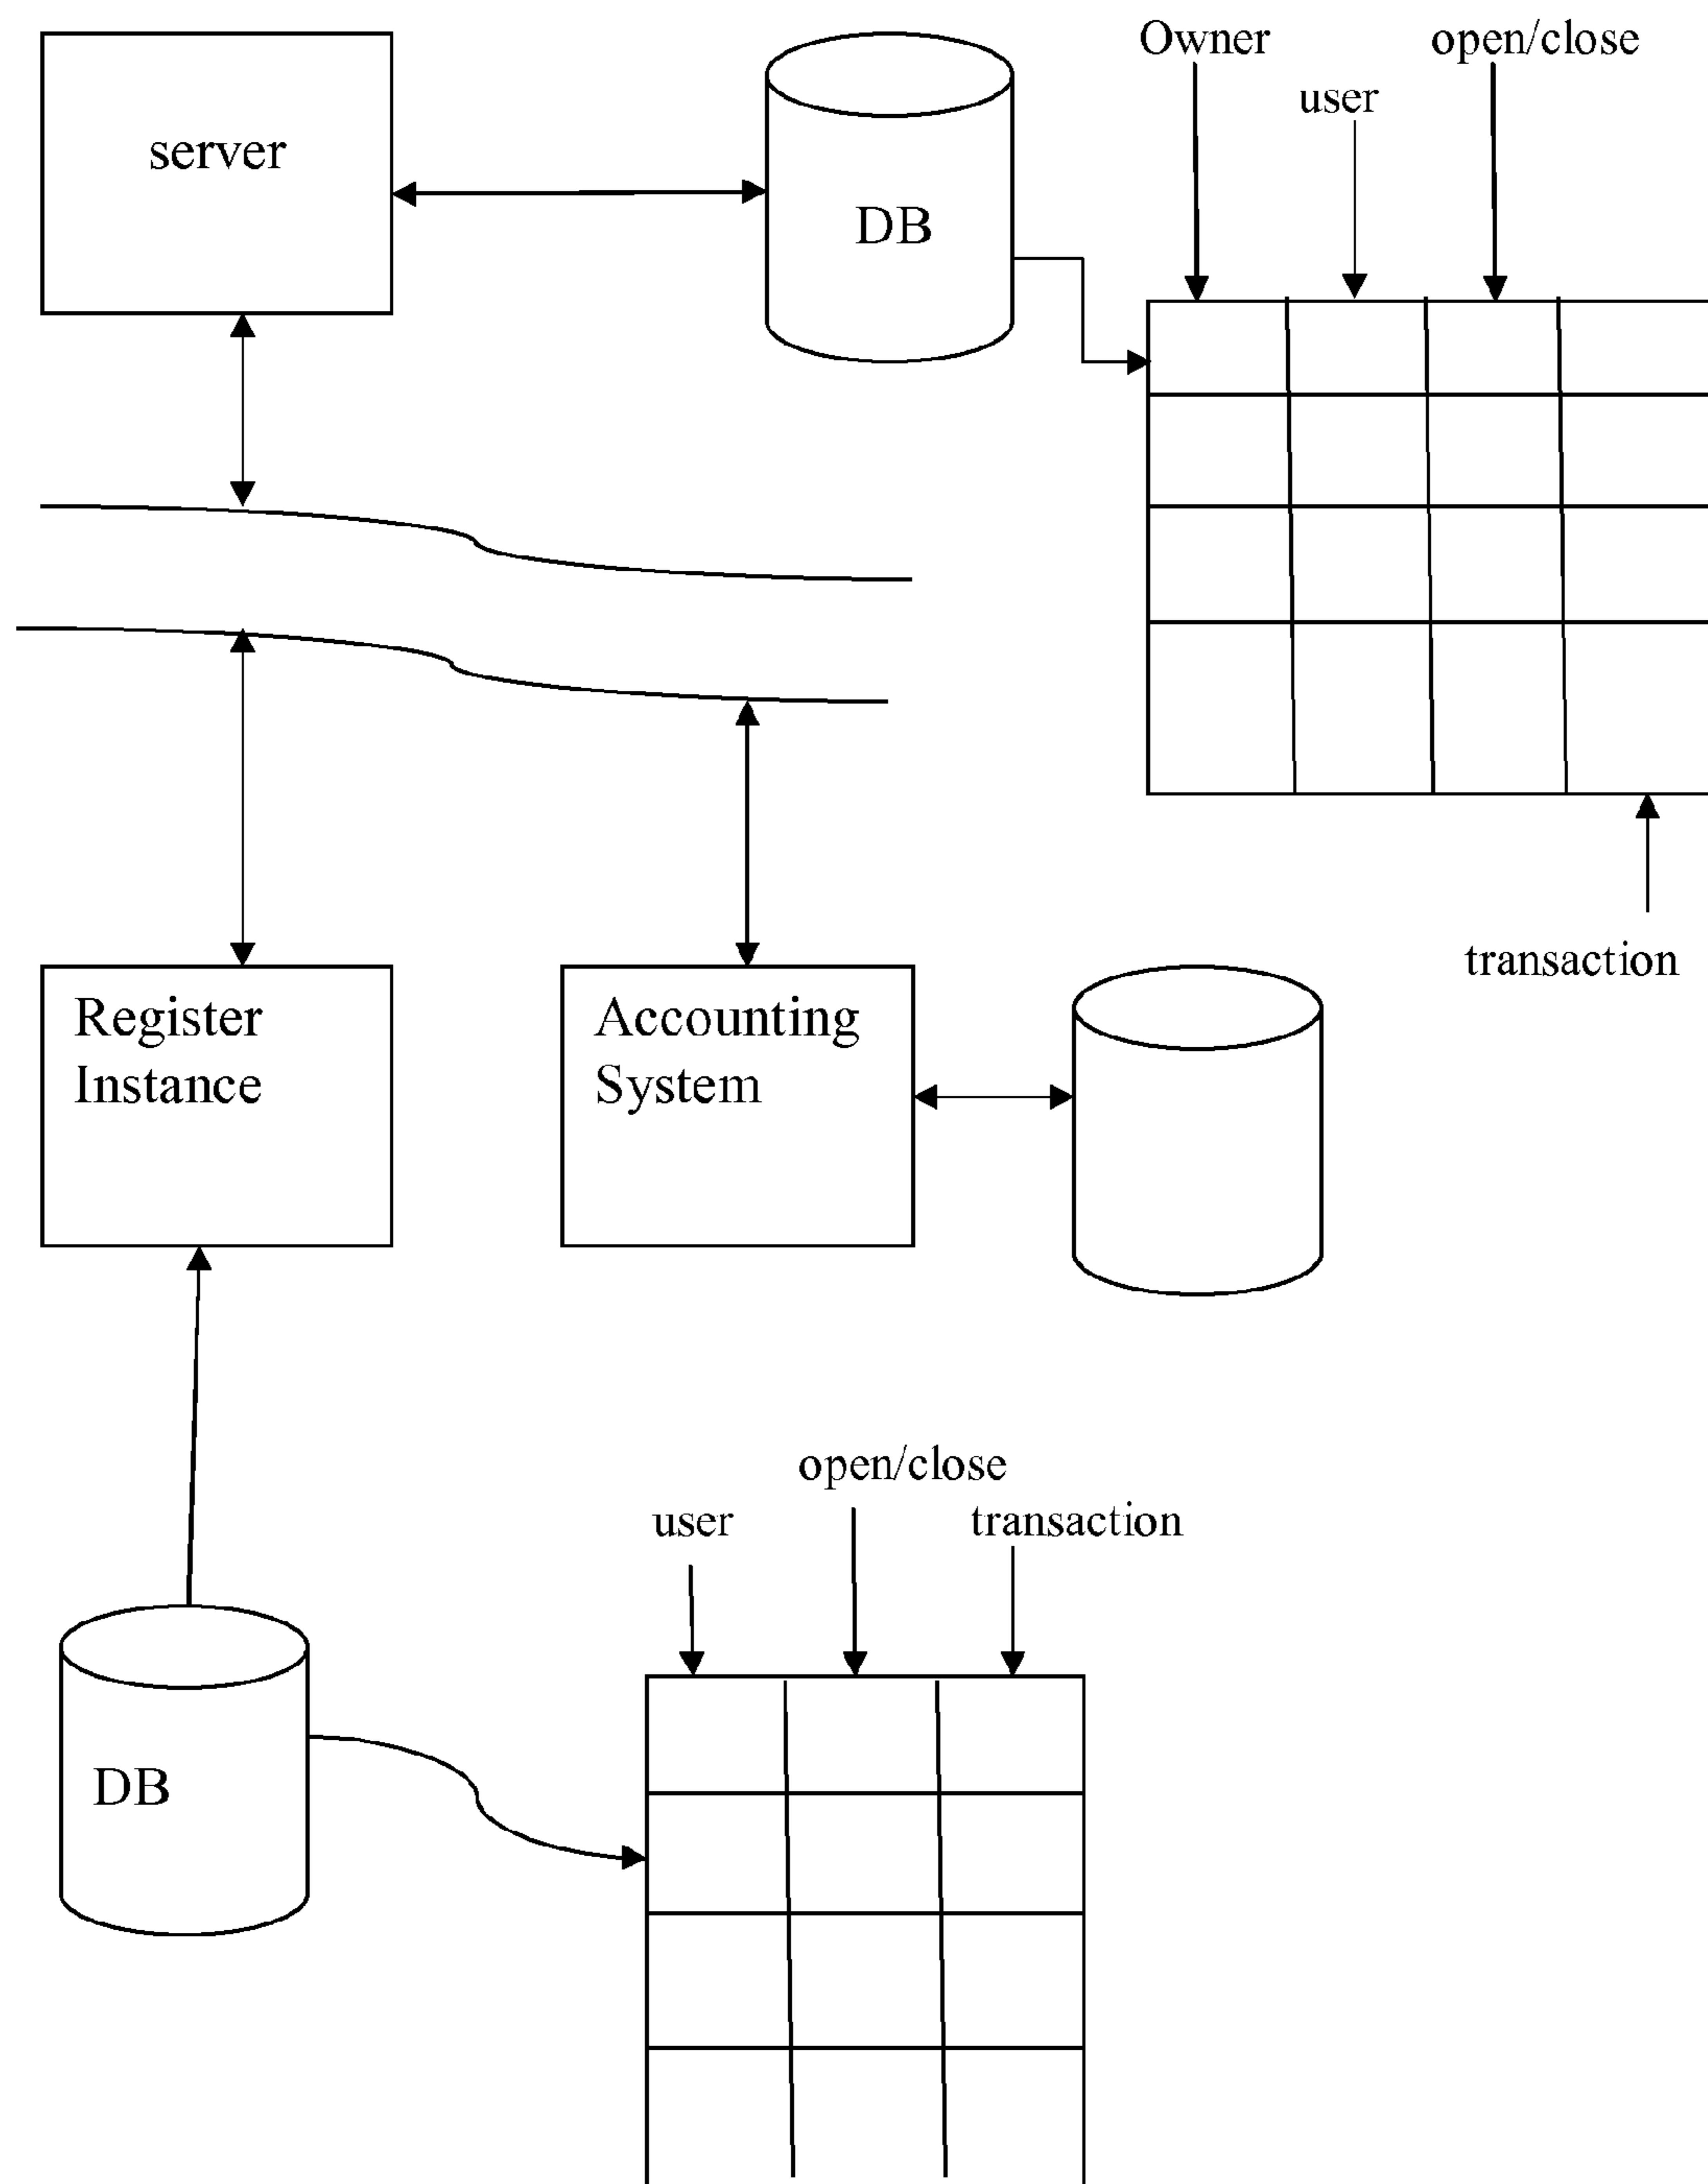 Owner
open/close
user
server
DB
transaction
Register
Instance
Accounting
System
open/close
user
transaction
DB